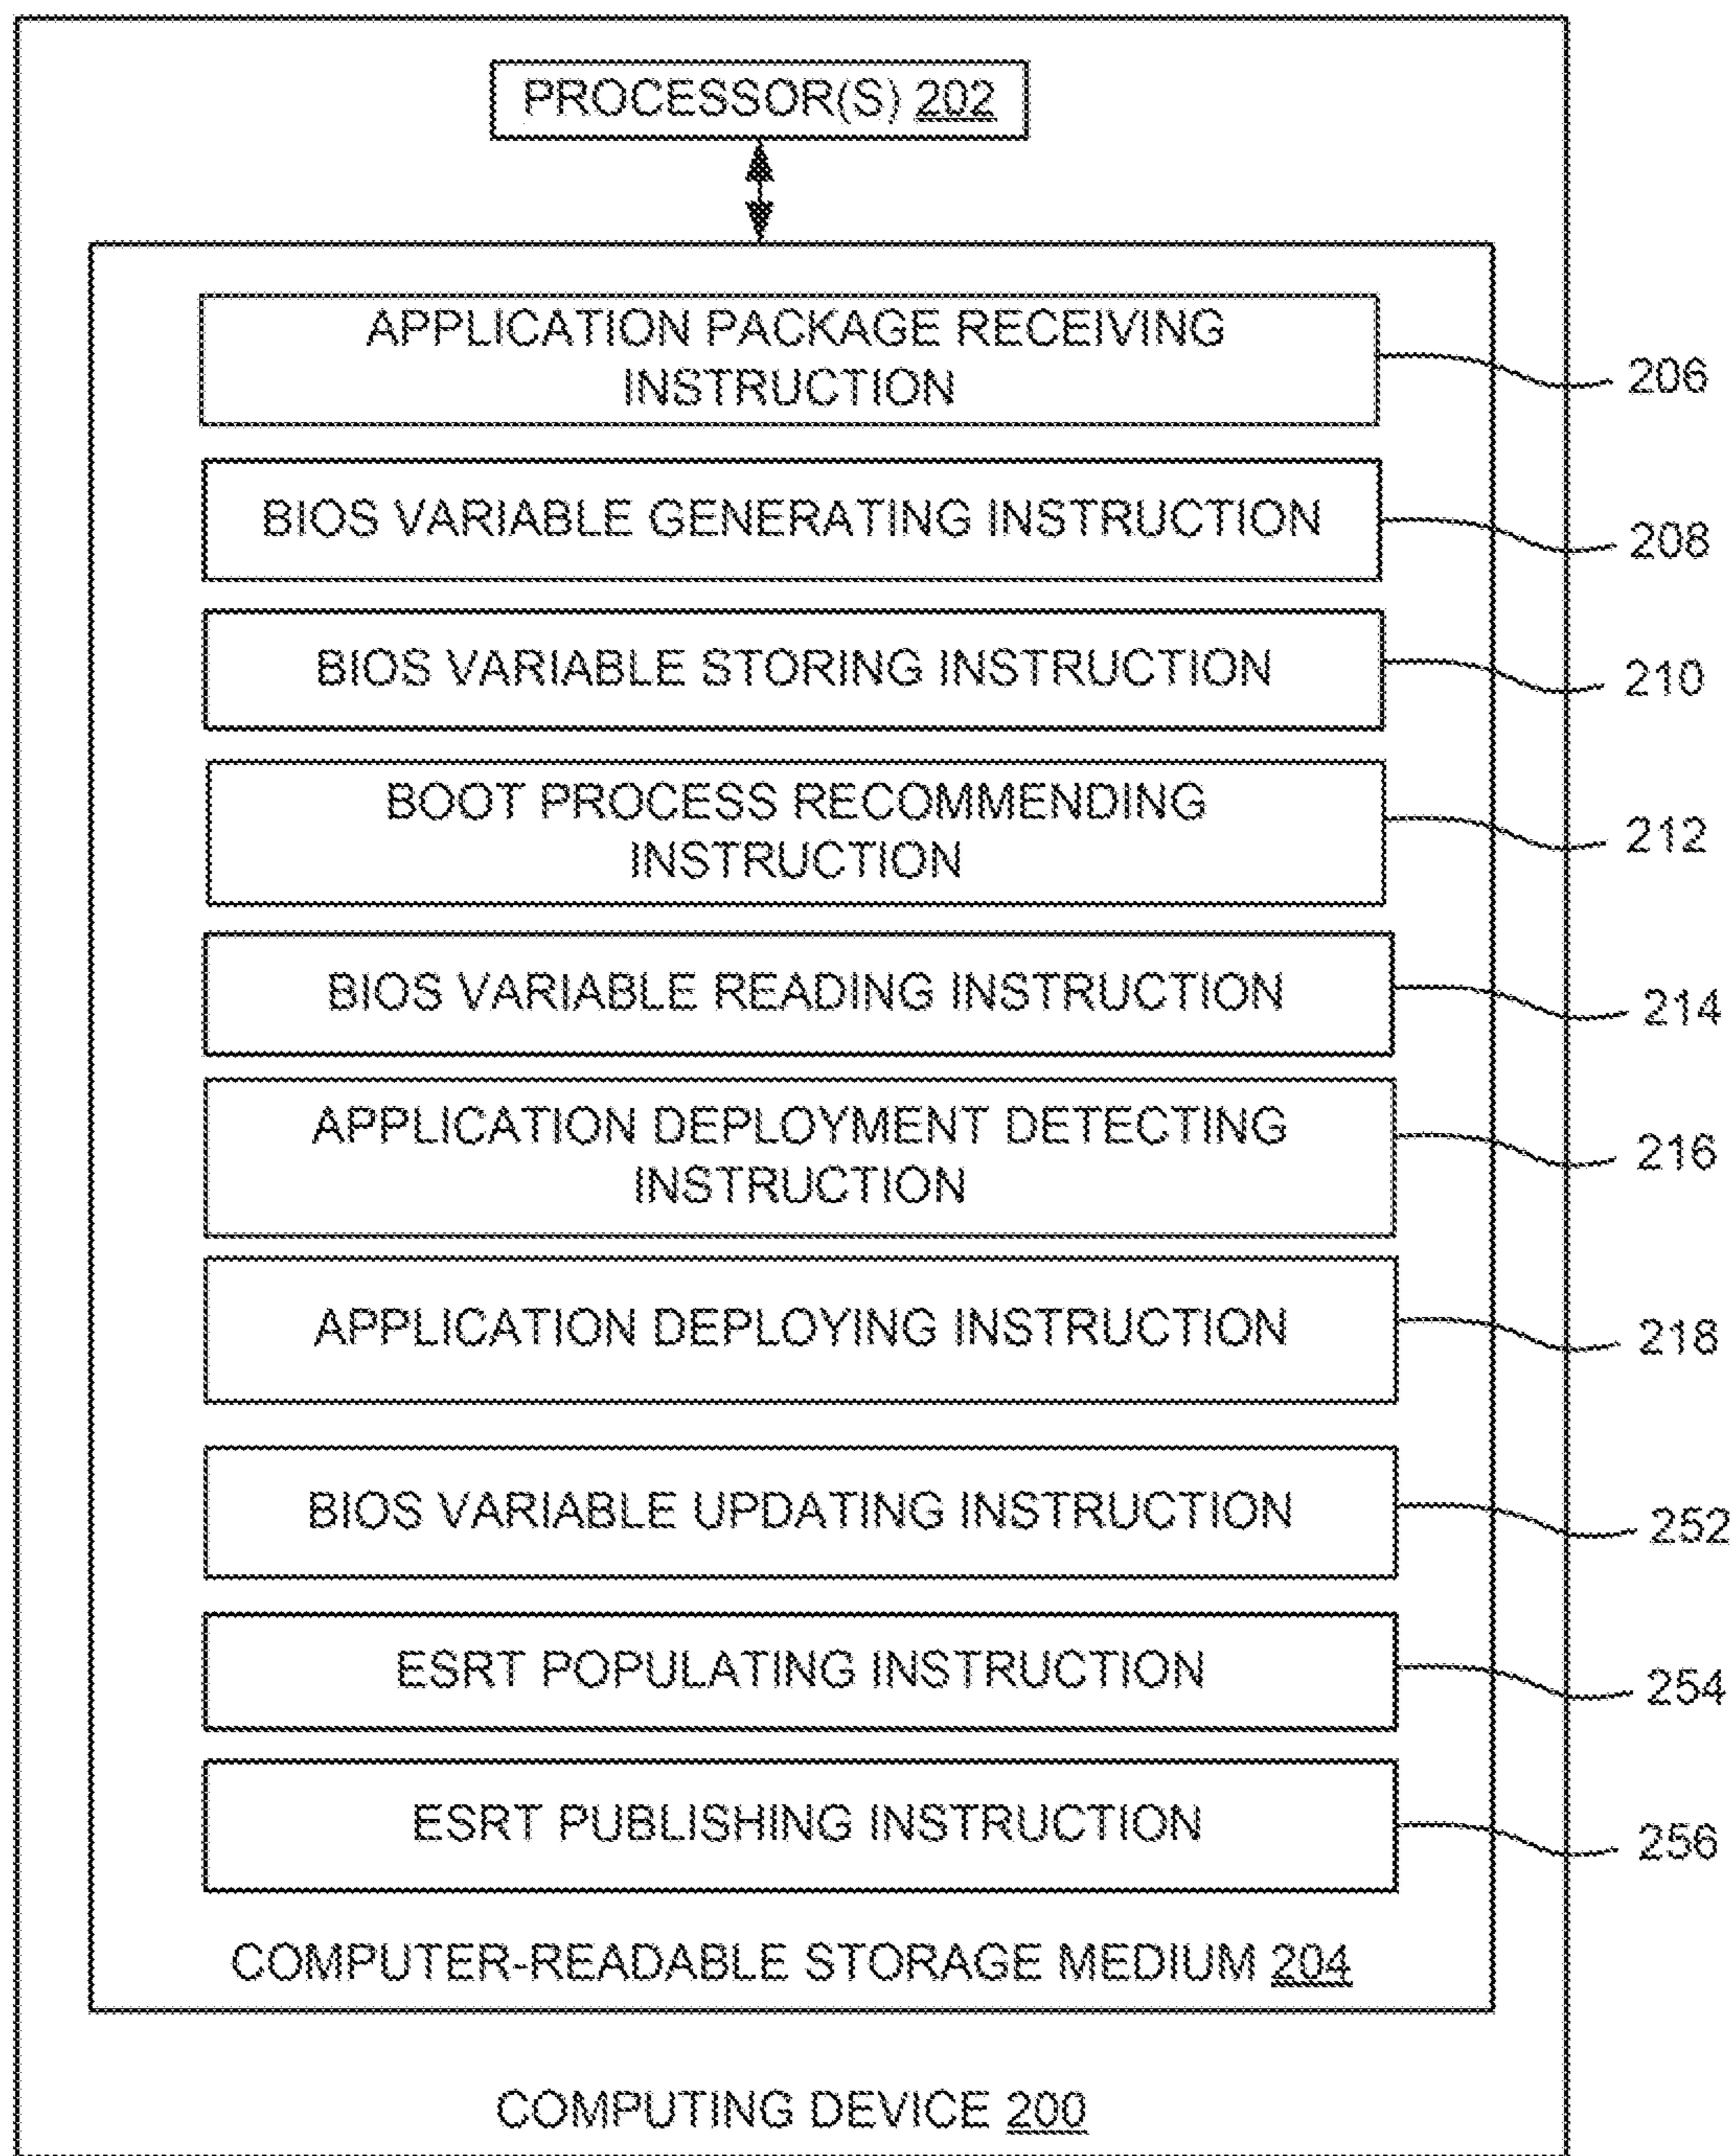 PROCESSOR(S) 202
APPLICATION PACKAGE RECEIVING
INSTRUCTION
206
BIOS VARIABLE GENERATING INSTRUCTION
208
BIOS VARIABLE STORING INSTRUCTION
210
BOOT PROCESS RECOMMENDING
INSTRUCTION
212
BIOS VARIABLE READING INSTRUCTION
214
APPLICATION DEPLOYMENT DETECTING
INSTRUCTION
216
APPLICATION DEPLOYING INSTRUCTION
218
BIOS VARIABLE UPDATING INSTRUCTION
252
ESRT POPULATING INSTRUCTION
254
ESRT PUBLISHING INSTRUCTION
256
COMPUTER-READABLE STORAGE MEDIUM 204
COMPUTING DEVICE 200